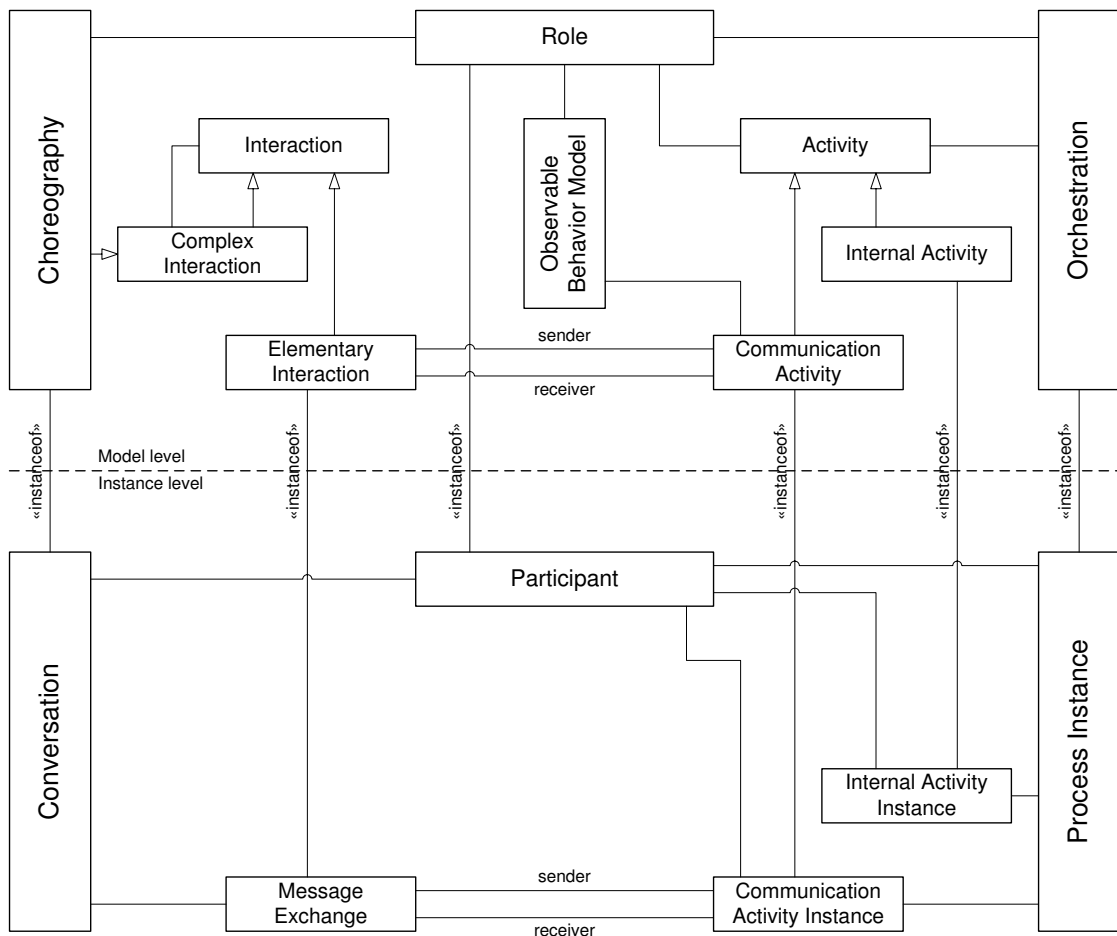 Role
Choreography
Interaction
Observable
Behavior Model
Activity
Orchestration
Complex
Interaction
Internal Activity
Elementary
Interaction
sender
receiver
Communication
Activity
«instanceof»
«instanceof»
«instanceof»
«instanceof»
«instanceof»
«instanceof»
Model level
Instance level
Participant
Conversation
Process Instance
Internal Activity
Instance
Message
Exchange
sender
receiver
Communication
Activity Instance